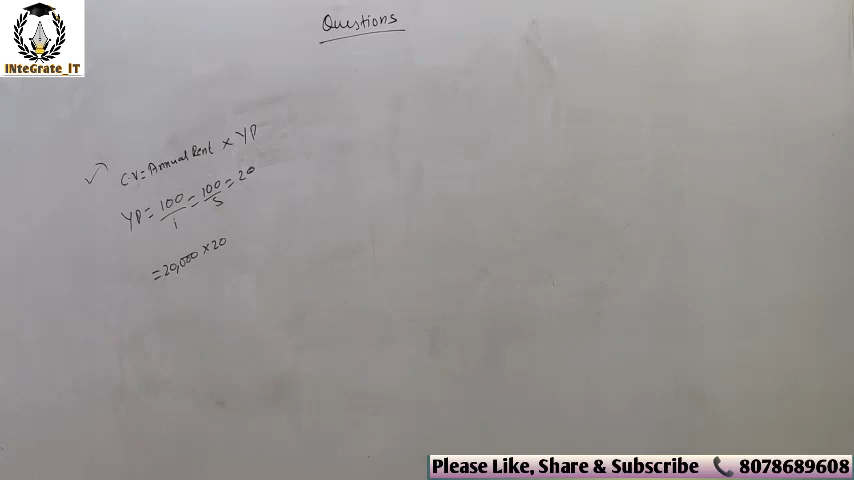 INteGrate_IT
Questions
✓ C.V = Annual Rent × YP
YP = 100/i = 100/5 = 20
= 20,000 × 20
Please Like, Share & Subscribe 📞 8078689608